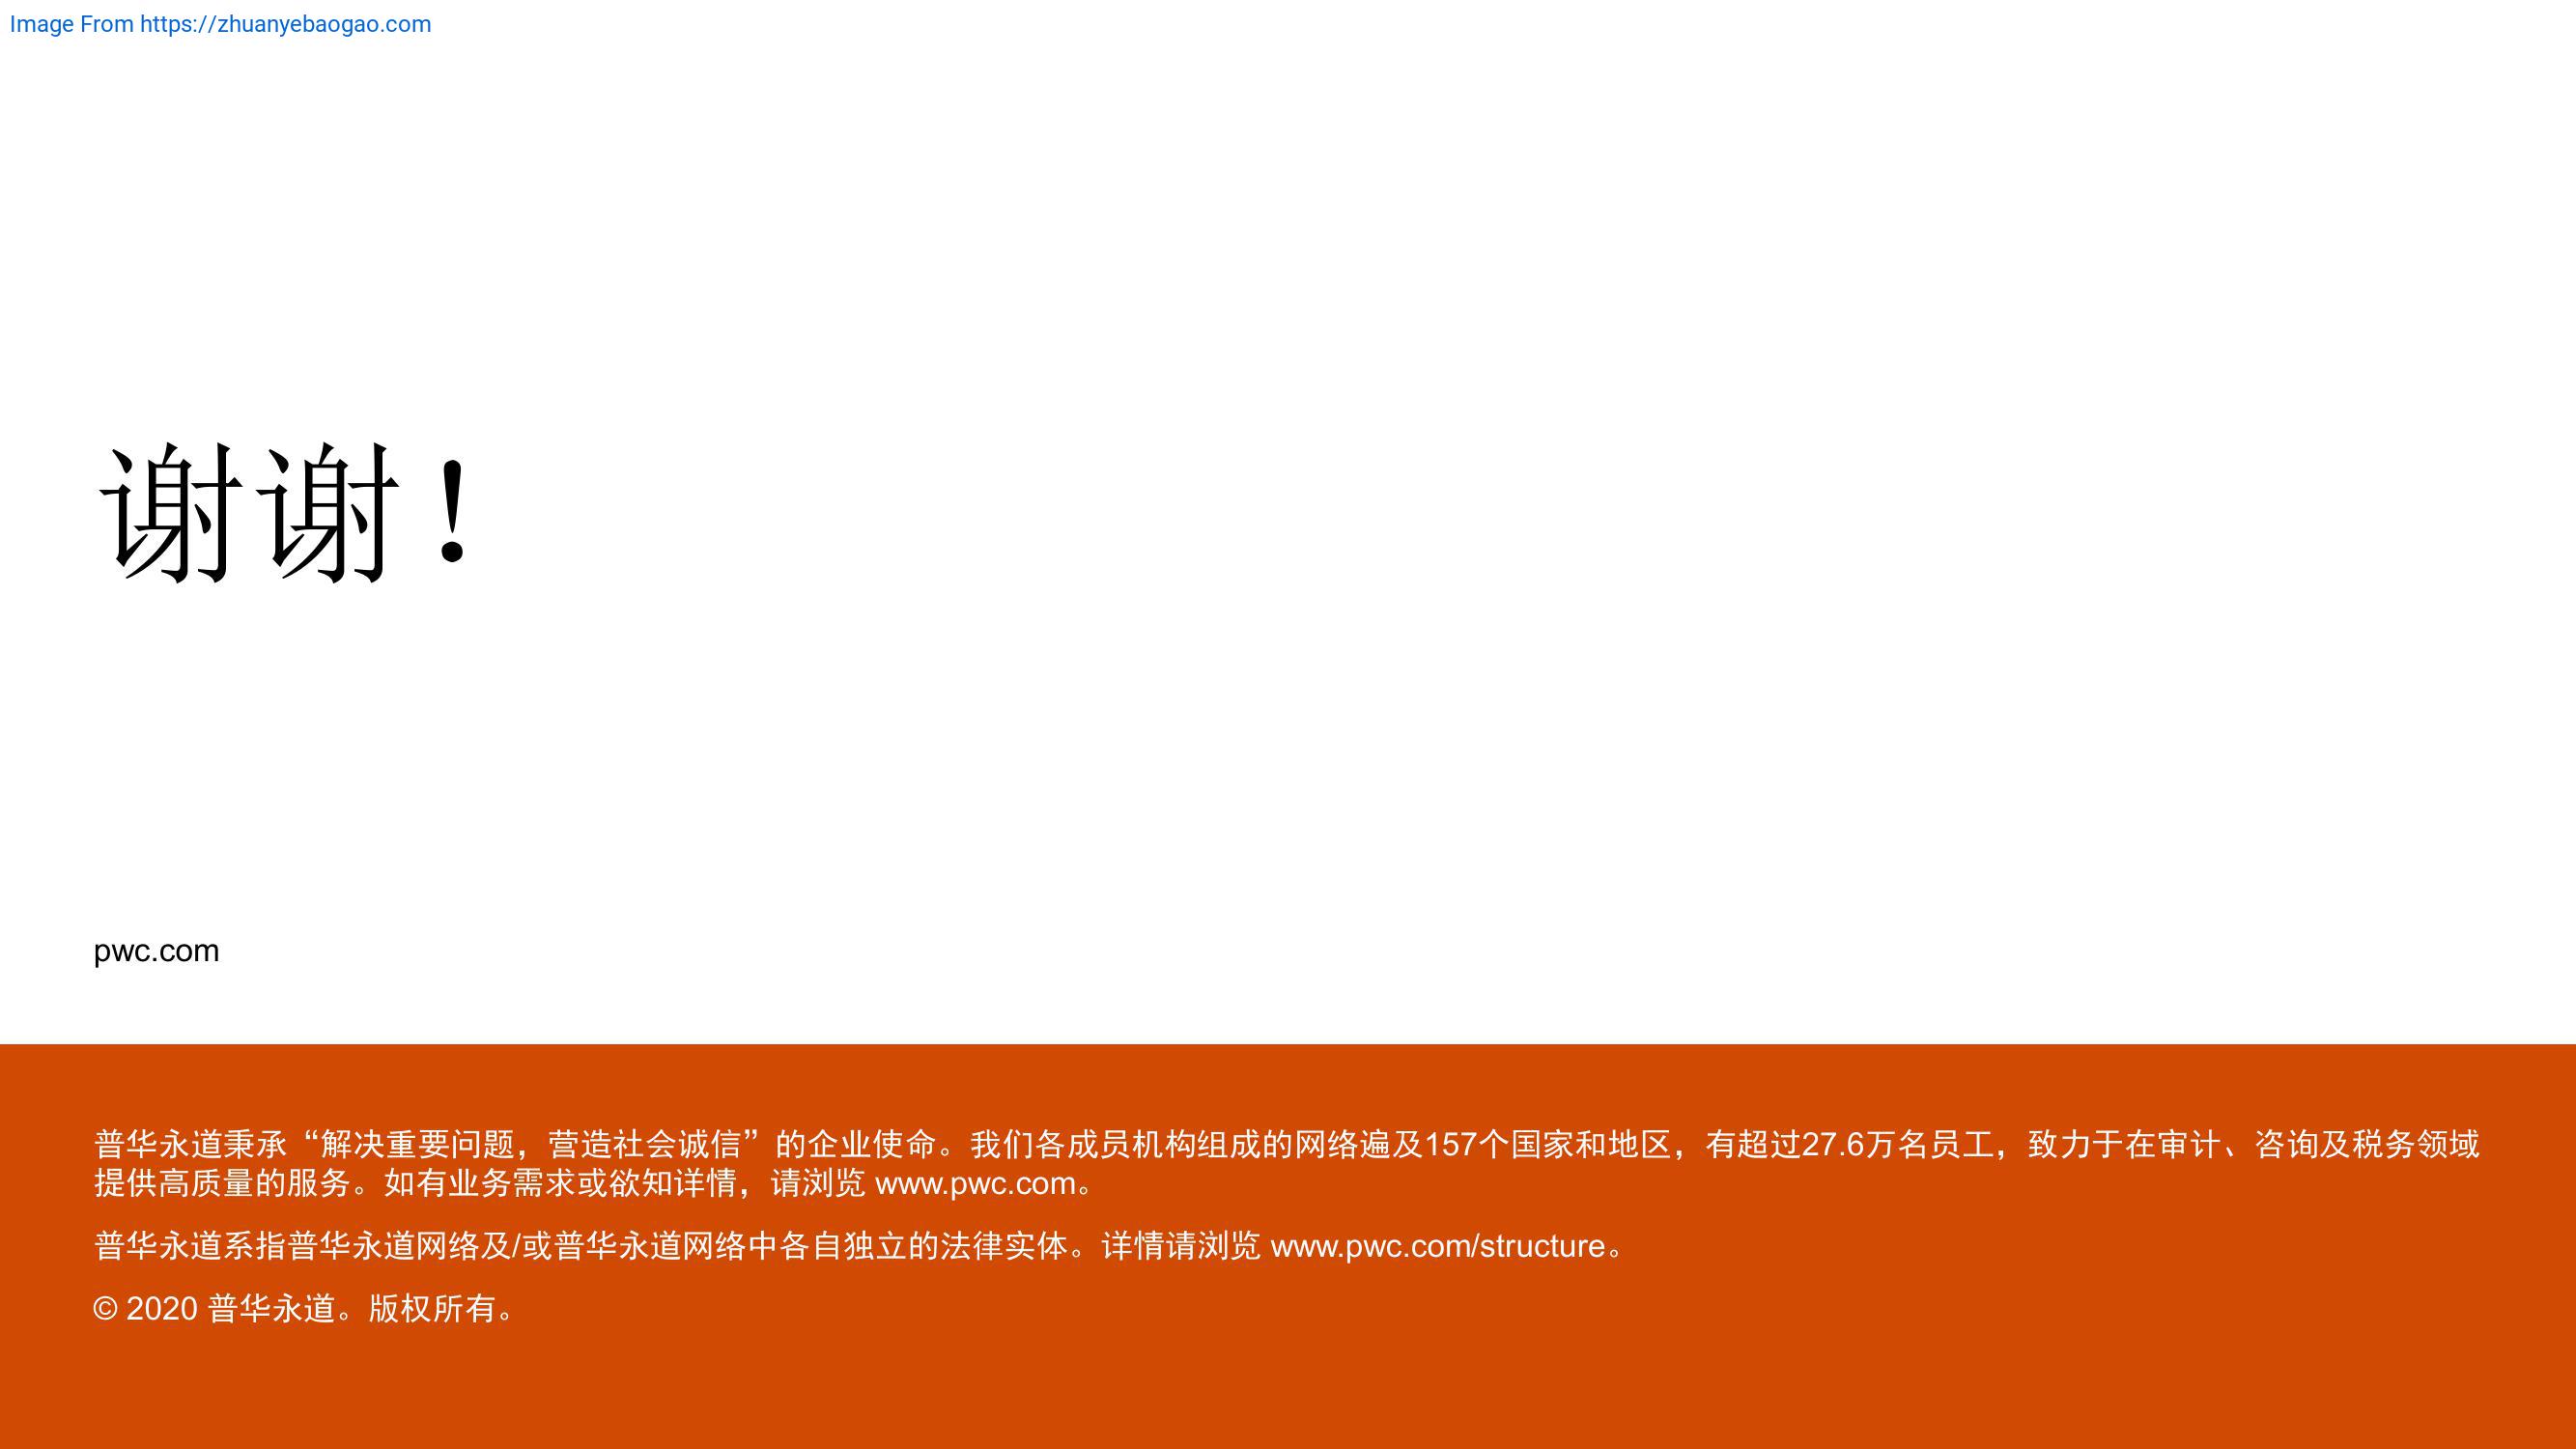 Image From https://zhuanyebaogao.com
谢谢！
pwc.com
普华永道秉承“解决重要问题，营造社会诚信”的企业使命。我们各成员机构组成的网络遍及157个国家和地区，有超过27.6万名员工，致力于在审计、咨询及税务领域
提供高质量的服务。如有业务需求或欲知详情，请浏览 www.pwc.com。
普华永道系指普华永道网络及/或普华永道网络中各自独立的法律实体。详情请浏览 www.pwc.com/structure。
© 2020 普华永道。版权所有。